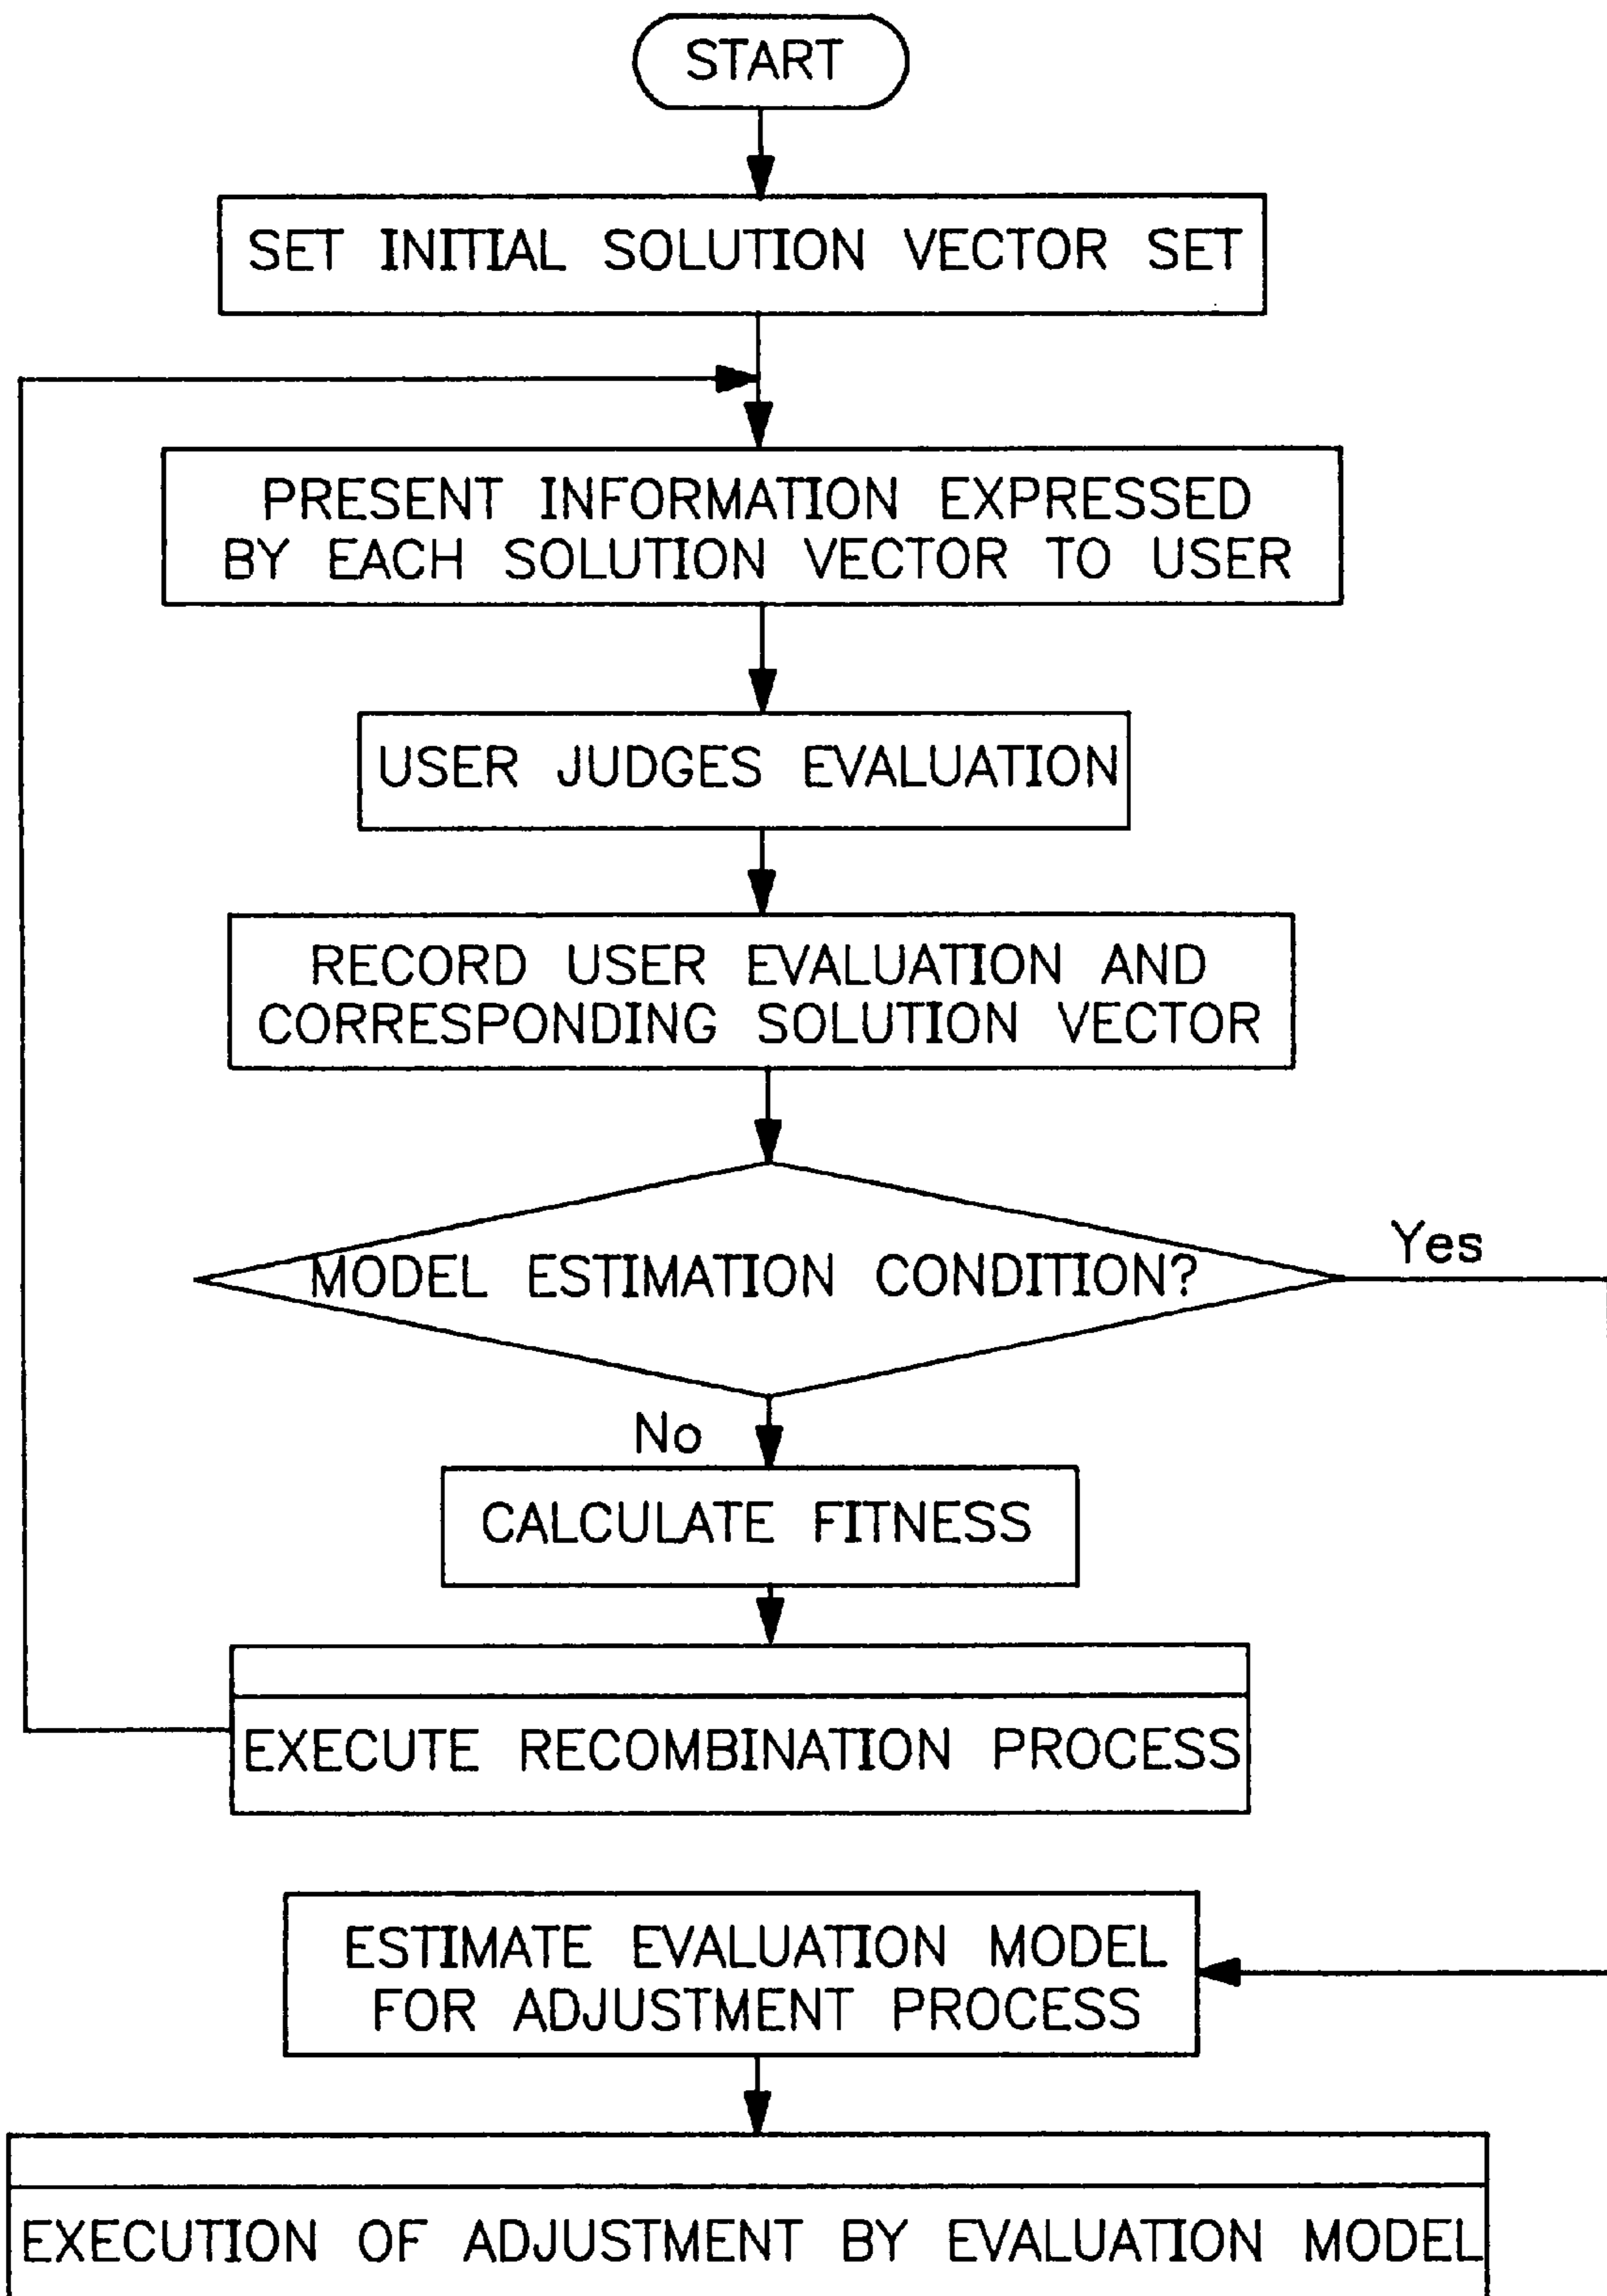 START
SET INITIAL SOLUTION VECTOR SET
PRESENT INFORMATION EXPRESSED
BY EACH SOLUTION VECTOR TO USER
USER JUDGES EVALUATION
RECORD USER EVALUATION AND
CORRESPONDING SOLUTION VECTOR
MODEL ESTIMATION CONDITION?
Yes
No
CALCULATE FITNESS
EXECUTE RECOMBINATION PROCESS
ESTIMATE EVALUATION MODEL
FOR ADJUSTMENT PROCESS
EXECUTION OF ADJUSTMENT BY EVALUATION MODEL